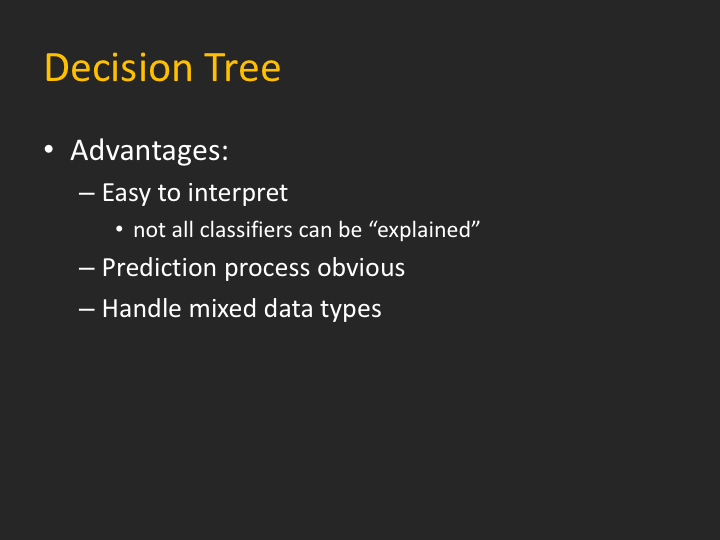 Decision Tree
• Advantages:
– Easy to interpret
• not all classifiers can be “explained”
– Prediction process obvious
– Handle mixed data types